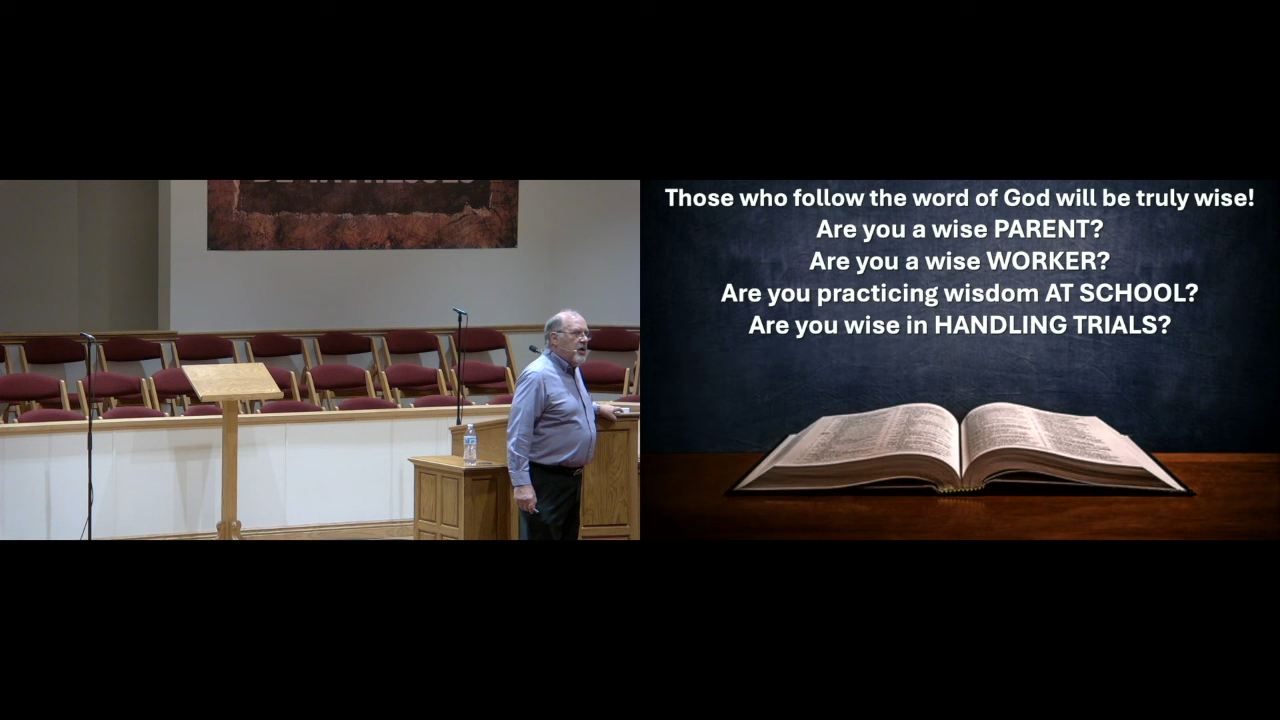 Those who follow the word of God will be truly wise!
Are you a wise PARENT?
Are you a wise WORKER?
Are you practicing wisdom AT SCHOOL?
Are you wise in HANDLING TRIALS?